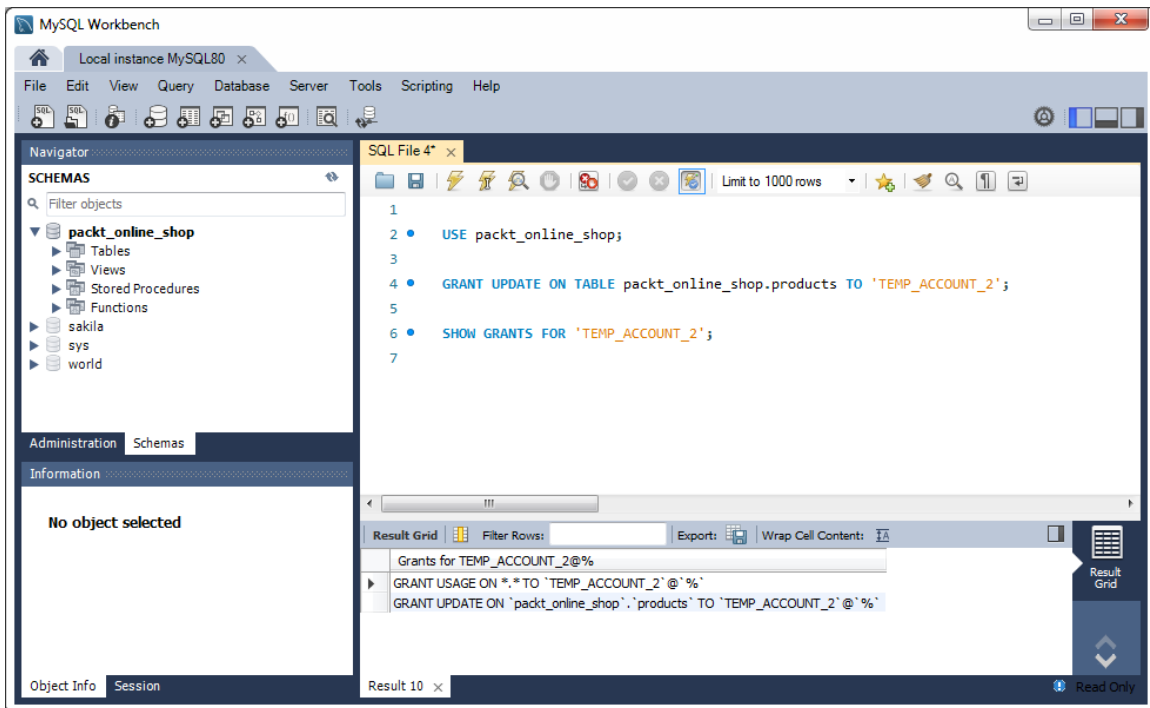 MySQL Workbench
Local instance MySQL80
File Edit View Query Database Server Tools Scripting Help
Navigator
SCHEMAS
Filter objects
packt_online_shop
Tables
Views
Stored Procedures
Functions
sakila
sys
world
Administration Schemas
Information
No object selected
Object Info Session
SQL File 4*
Limit to 1000 rows
1
2 USE packt_online_shop;
3
4 GRANT UPDATE ON TABLE packt_online_shop.products TO 'TEMP_ACCOUNT_2';
5
6 SHOW GRANTS FOR 'TEMP_ACCOUNT_2';
7
Result Grid Filter Rows: Export: Wrap Cell Content:
Grants for TEMP_ACCOUNT_2@%
GRANT USAGE ON *.* TO `TEMP_ACCOUNT_2`@`%`
GRANT UPDATE ON `packt_online_shop`.`products` TO `TEMP_ACCOUNT_2`@`%`
Result
Grid
Result 10
Read Only